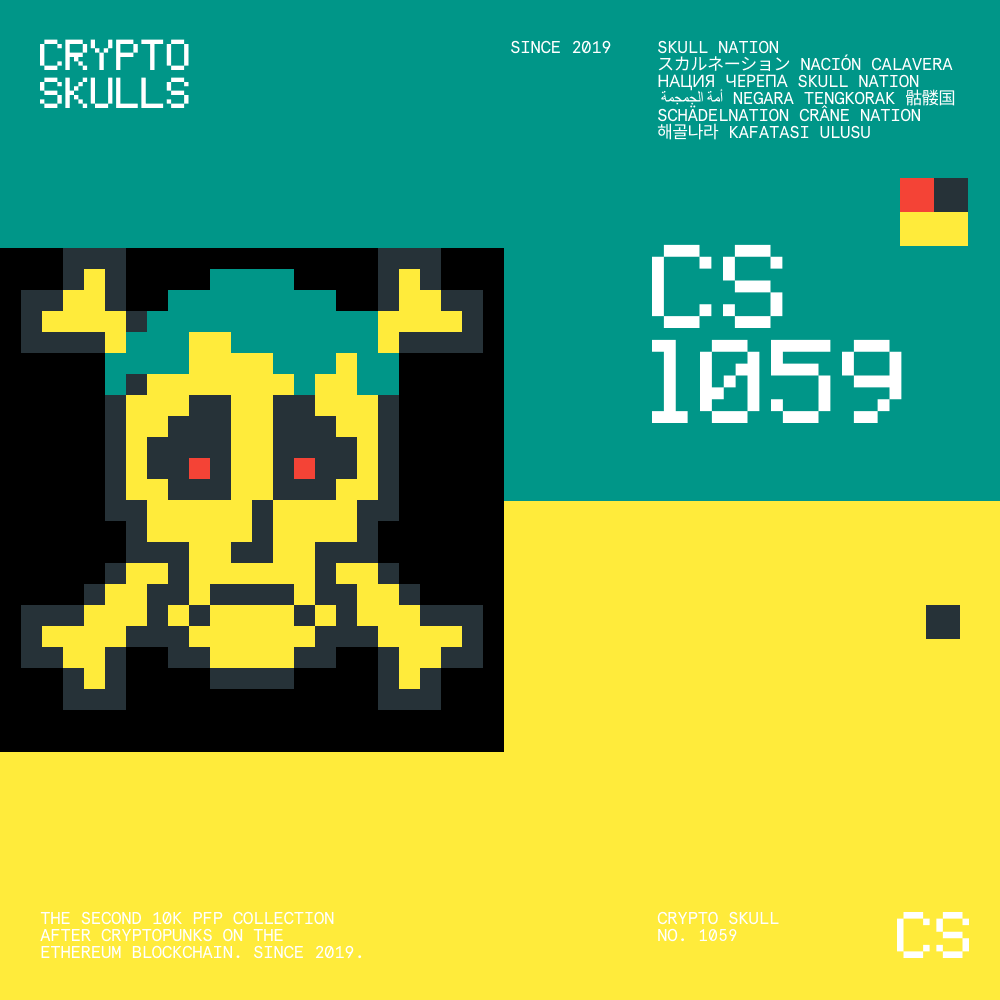 CRYPTO
SKULLS
SINCE 2019
SKULL NATION
スカルネーション NACIÓN CALAVERA
НАЦИЯ ЧЕРЕПА SKULL NATION
أمة الجمجمة NEGARA TENGKORAK 骷髏国
SCHÄDELNATION CRÂNE NATION
해골나라 KAFATASI ULUSU
CS
1059
THE SECOND 10K PFP COLLECTION
AFTER CRYPTOPUNKS ON THE
ETHEREUM BLOCKCHAIN. SINCE 2019.
CRYPTO SKULL
NO. 1059
CS